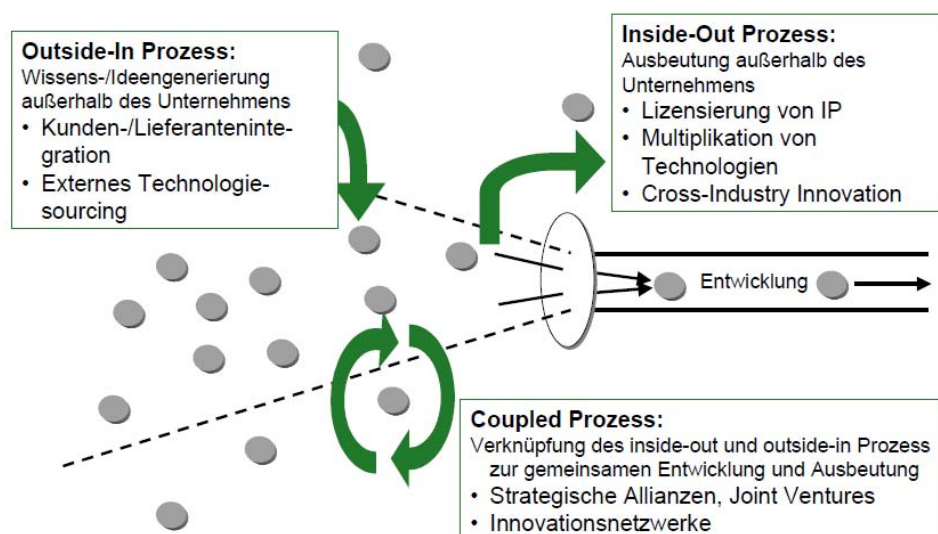 Outside-In Prozess:
Wissens-/Ideengenerierung
außerhalb des Unternehmens
• Kunden-/Lieferanteninte-
gration
• Externes Technologie-
sourcing
Inside-Out Prozess:
Ausbeutung außerhalb des
Unternehmens
• Lizensierung von IP
• Multiplikation von
Technologien
• Cross-Industry Innovation
Entwicklung
Coupled Prozess:
Verknüpfung des inside-out und outside-in Prozess
zur gemeinsamen Entwicklung und Ausbeutung
• Strategische Allianzen, Joint Ventures
• Innovationsnetzwerke